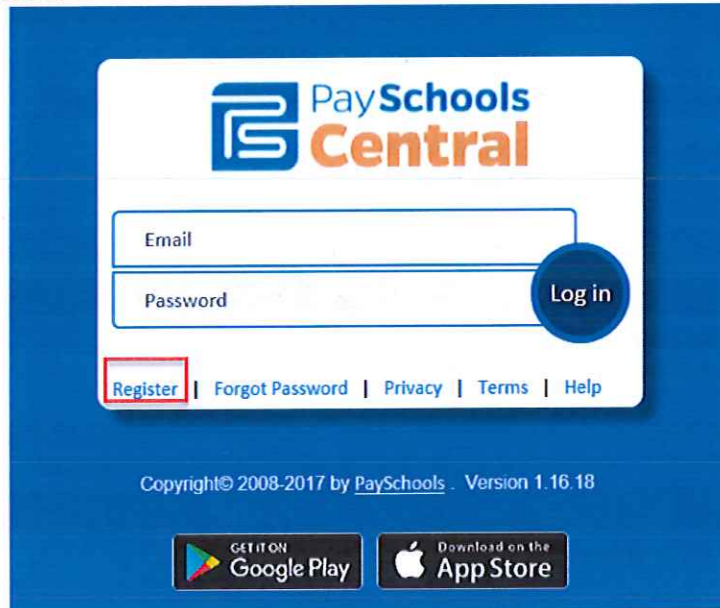 PaySchools
Central
Email
Password
Log in
Register | Forgot Password | Privacy | Terms | Help
Copyright© 2008-2017 by PaySchools . Version 1.16.18
GET IT ON
Google Play
Download on the
App Store